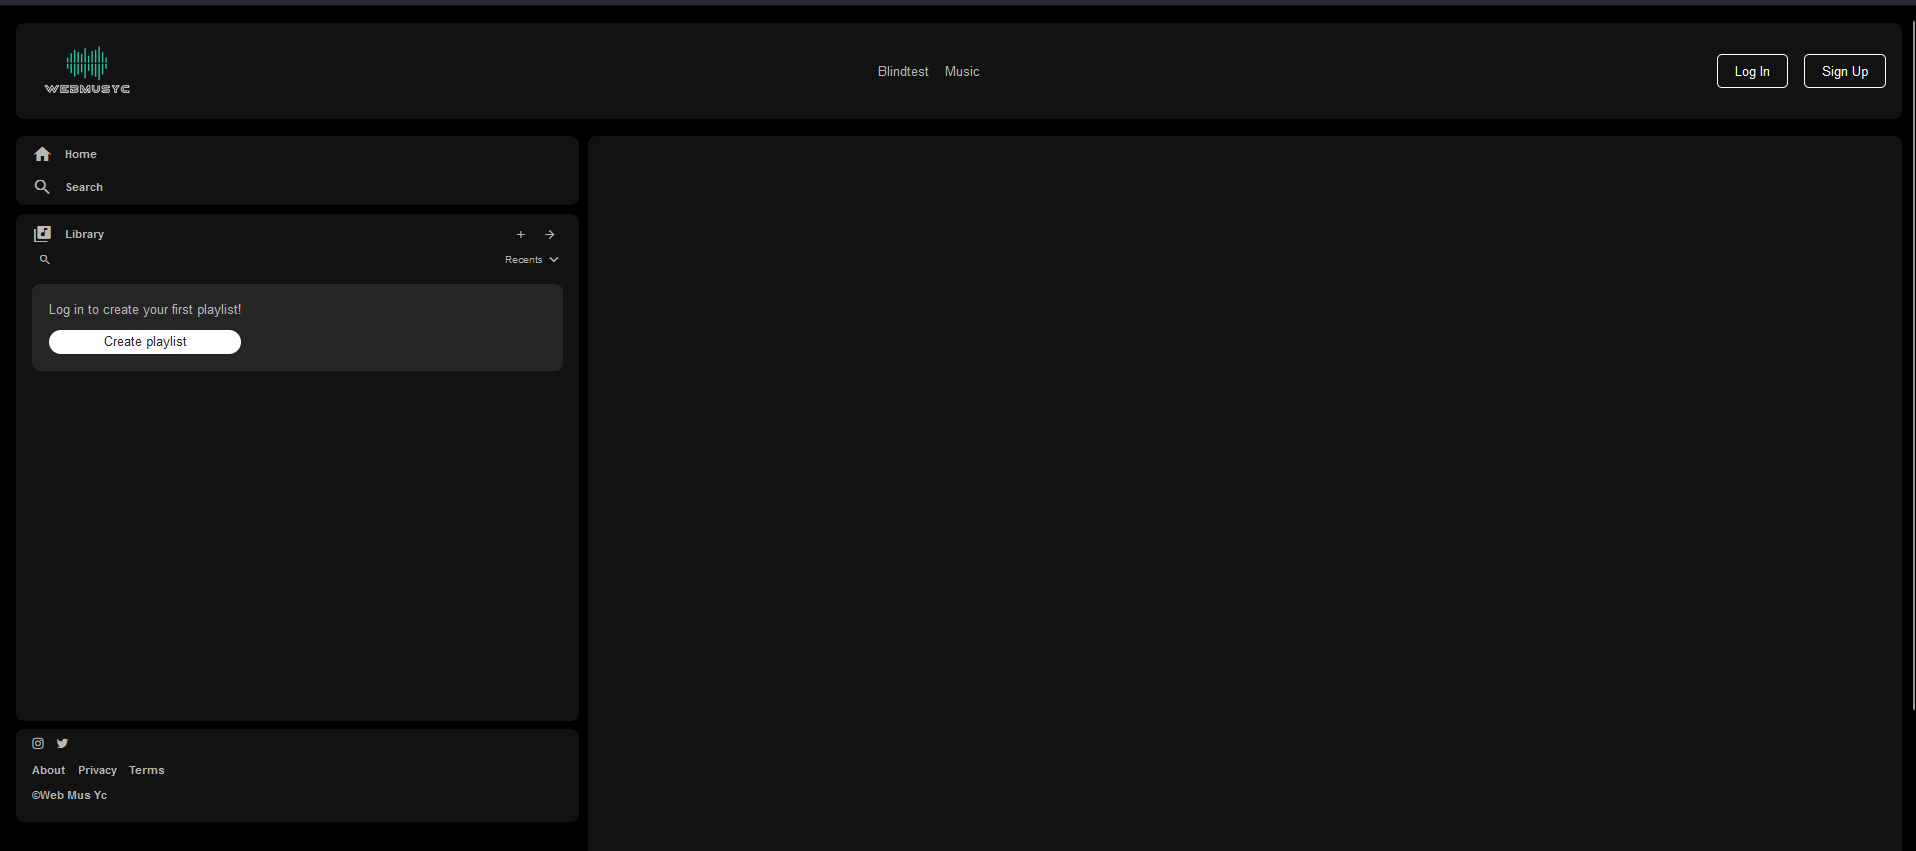 WEBMUSYC
Blindtest Music
Log In Sign Up
Home
Search
Library
Recents
Log in to create your first playlist!
Create playlist
About Privacy Terms
©Web Mus Yc